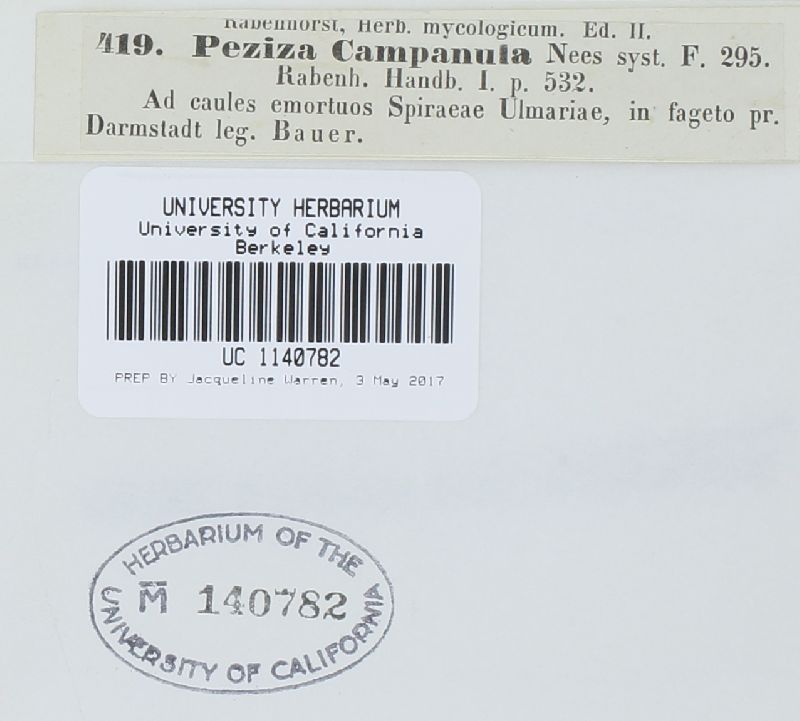 Rabenhorst, Herb. mycologicum. Ed. II.
419. Peziza Campanula Nees syst. F. 295.
Rabenh. Handb. I. p. 532.
Ad caules emortuos Spiraeae Ulmariae, in fageto pr.
Darmstadt leg. Bauer.
UNIVERSITY HERBARIUM
University of California
Berkeley
UC 1140782
PREP BY Jacqueline Warren, 3 May 2017
HERBARIUM OF THE
M 140782
UNIVERSITY OF CALIFORNIA